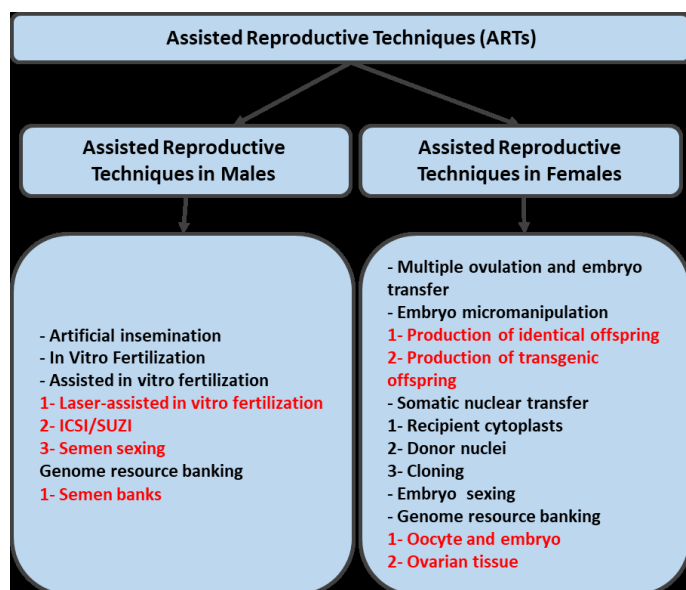 Assisted Reproductive Techniques (ARTs)
Assisted Reproductive
Techniques in Males
Assisted Reproductive
Techniques in Females
- Artificial insemination
- In Vitro Fertilization
- Assisted in vitro fertilization
1- Laser-assisted in vitro fertilization
2- ICSI/SUZI
3- Semen sexing
Genome resource banking
1- Semen banks
- Multiple ovulation and embryo
transfer
- Embryo micromanipulation
1- Production of identical offspring
2- Production of transgenic
offspring
- Somatic nuclear transfer
1- Recipient cytoplasts
2- Donor nuclei
3- Cloning
- Embryo sexing
- Genome resource banking
1- Oocyte and embryo
2- Ovarian tissue